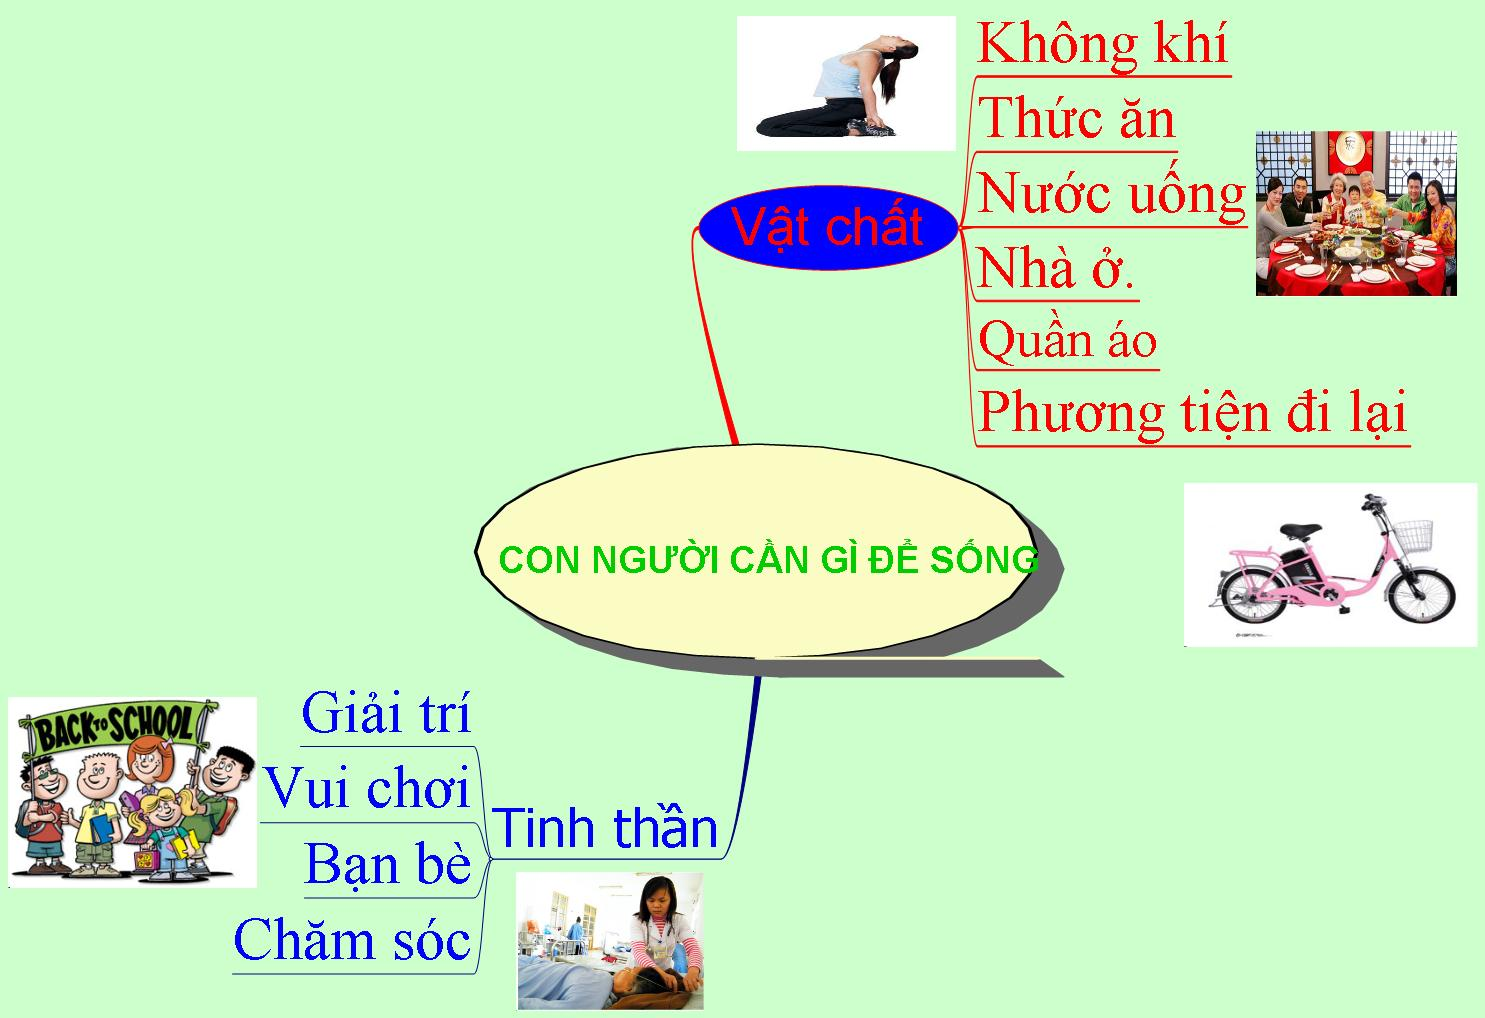 Không khí
Thức ăn
Nước uống
Nhà ở.
Quần áo
Phương tiện đi lại
Vật chất
CON NGƯỜI CẦN GÌ ĐỂ SỐNG
Tinh thần
Giải trí
Vui chơi
Bạn bè
Chăm sóc
BACK TO SCHOOL